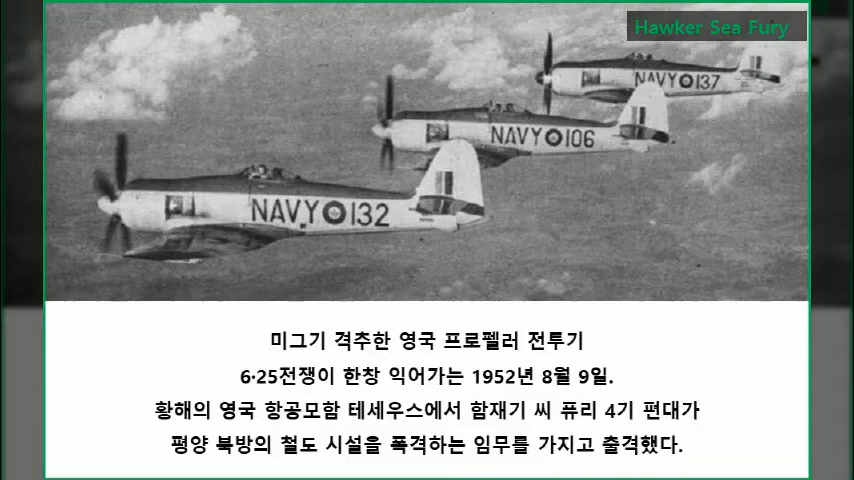 Hawker Sea Fury
NAVY 137
NAVY 106
NAVY 132
미그기 격추한 영국 프로펠러 전투기
6·25전쟁이 한창 익어가는 1952년 8월 9일.
황해의 영국 항공모함 테세우스에서 함재기 씨 퓨리 4기 편대가
평양 북방의 철도 시설을 폭격하는 임무를 가지고 출격했다.